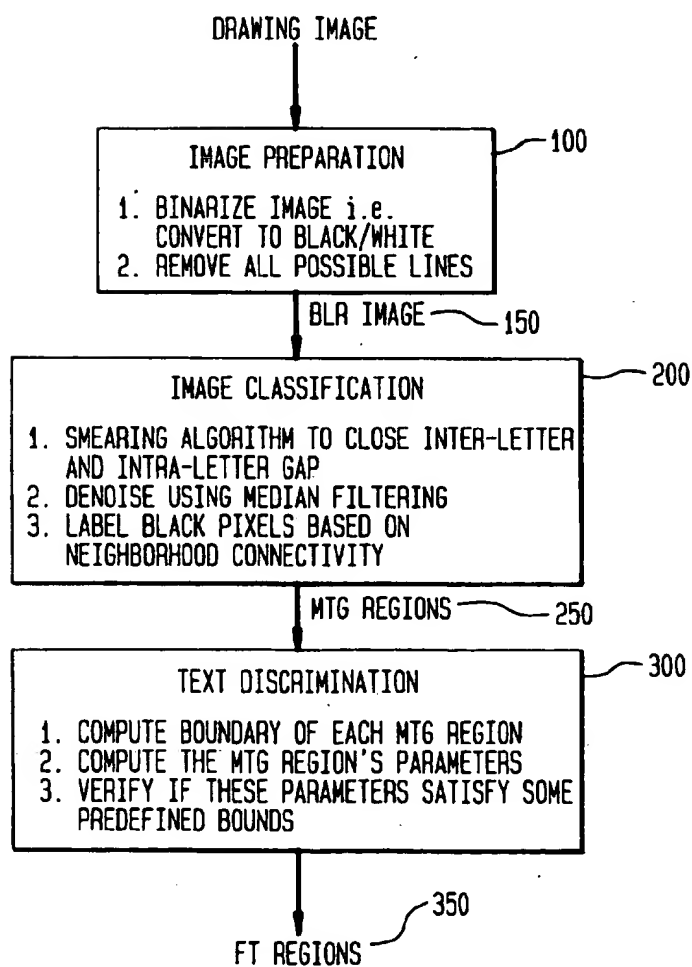 DRAWING IMAGE
100
IMAGE PREPARATION
1. BINARIZE IMAGE i.e.
CONVERT TO BLACK/WHITE
2. REMOVE ALL POSSIBLE LINES
BLR IMAGE 150
200
IMAGE CLASSIFICATION
1. SMEARING ALGORITHM TO CLOSE INTER-LETTER
AND INTRA-LETTER GAP
2. DENOISE USING MEDIAN FILTERING
3. LABEL BLACK PIXELS BASED ON
NEIGHBORHOOD CONNECTIVITY
MTG REGIONS 250
300
TEXT DISCRIMINATION
1. COMPUTE BOUNDARY OF EACH MTG REGION
2. COMPUTE THE MTG REGION'S PARAMETERS
3. VERIFY IF THESE PARAMETERS SATISFY SOME
PREDEFINED BOUNDS
350
FT REGIONS